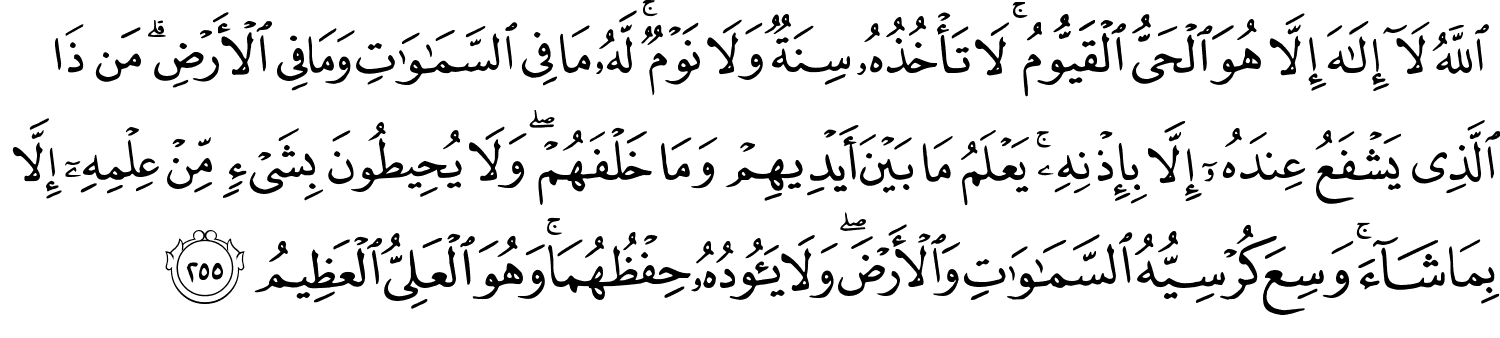 ٱللَّهُ لَآ إِلَـٰهَ إِلَّا هُوَ ٱلْحَىُّ ٱلْقَيُّومُ ۚ لَا تَأْخُذُهُۥ سِنَةٌ وَلَا نَوْمٌ ۚ لَّهُۥ مَا فِى ٱلسَّمَـٰوَٰتِ وَمَا فِى ٱلْأَرْضِ ۗ مَن ذَا
ٱلَّذِى يَشْفَعُ عِندَهُۥٓ إِلَّا بِإِذْنِهِۦ ۚ يَعْلَمُ مَا بَيْنَ أَيْدِيهِمْ وَمَا خَلْفَهُمْ ۖ وَلَا يُحِيطُونَ بِشَىْءٍ مِّنْ عِلْمِهِۦٓ إِلَّا
بِمَا شَآءَ ۚ وَسِعَ كُرْسِيُّهُ ٱلسَّمَـٰوَٰتِ وَٱلْأَرْضَ ۖ وَلَا يَـُٔودُهُۥ حِفْظُهُمَا ۚ وَهُوَ ٱلْعَلِىُّ ٱلْعَظِيمُ ٢٥٥